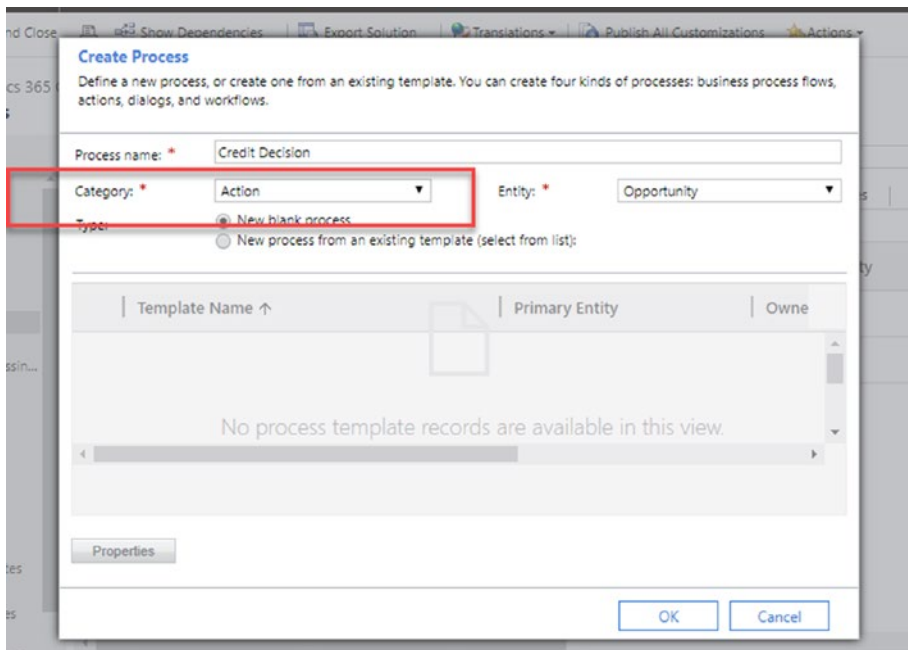 nd Close Show Dependencies Export Solution Translations Publish All Customizations Actions
cs 365
Create Process
Define a new process, or create one from an existing template. You can create four kinds of processes: business process flows,
actions, dialogs, and workflows.
Process name: * Credit Decision
Category: * Action Entity: * Opportunity
Type: New blank process
New process from an existing template (select from list):
ty
Template Name ↑ Primary Entity Owne
ssin...
No process template records are available in this view.
Properties
tes
es
OK Cancel